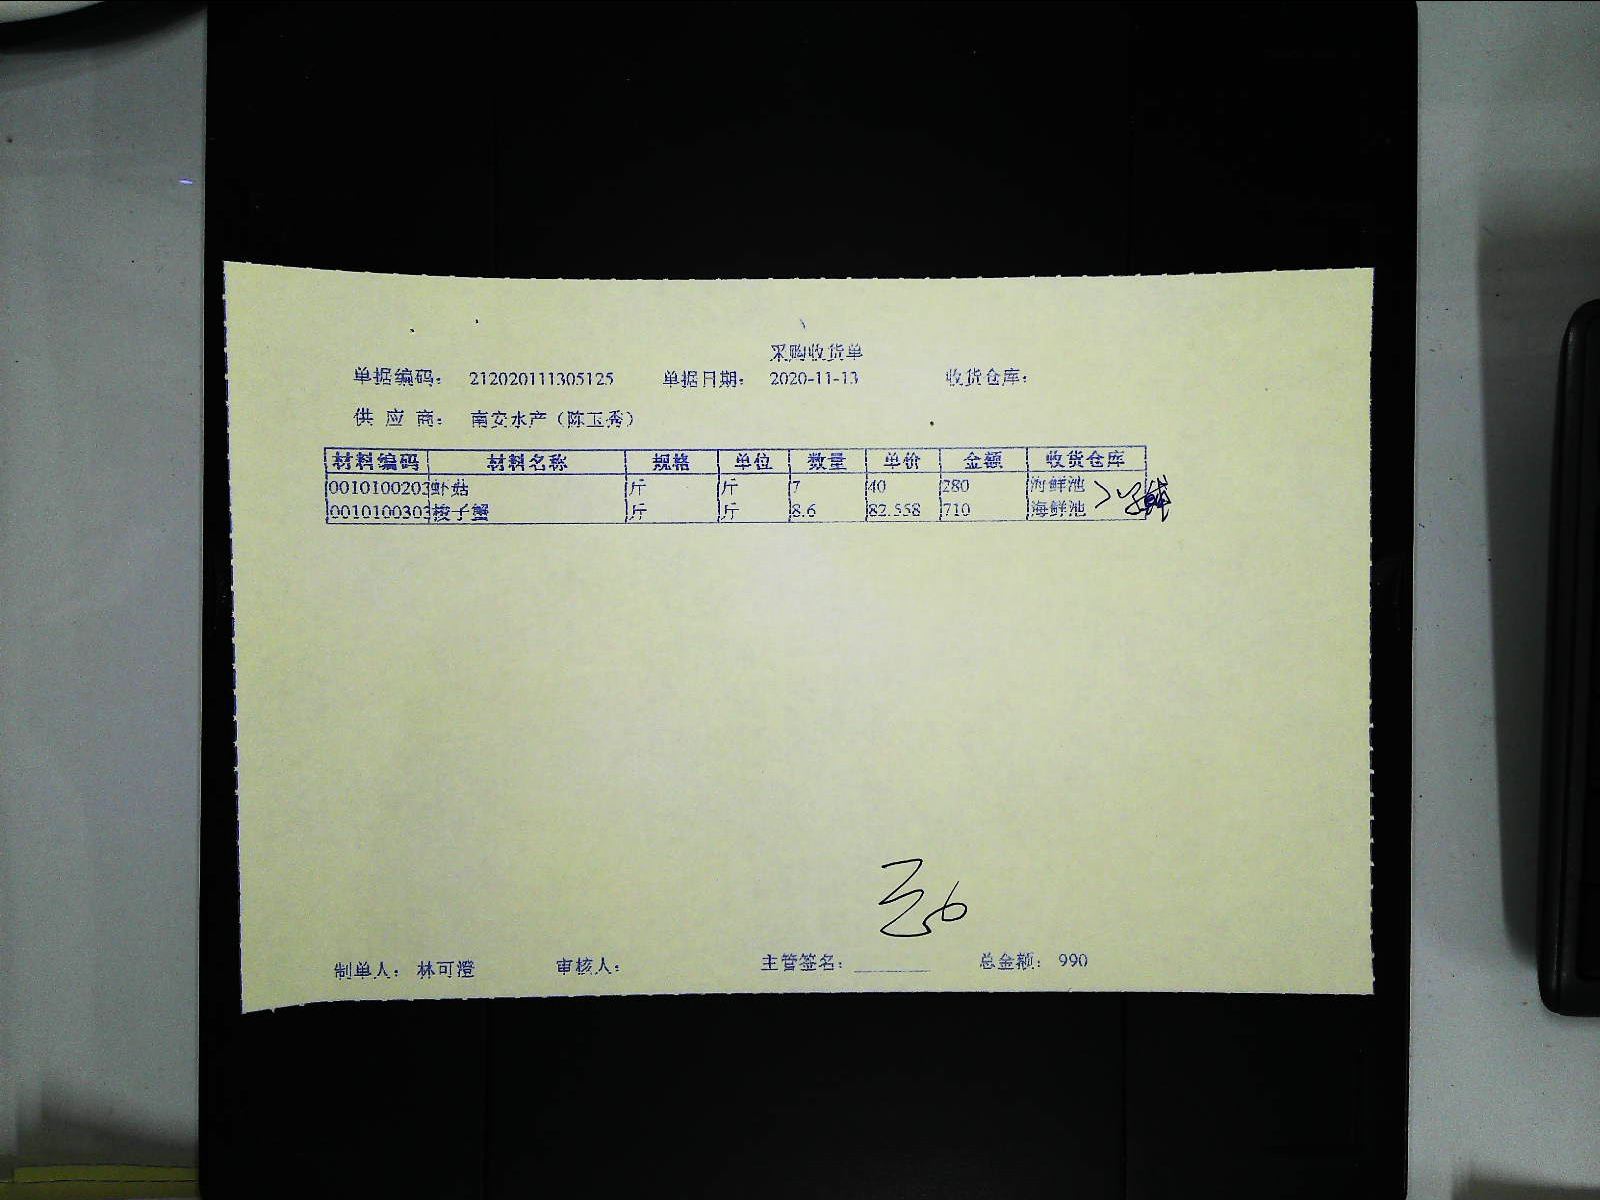 采购收货单
单据编码： 212020111305125 单据日期： 2020-11-13 收货仓库：
供 应 商： 南安水产（陈玉秀）
材料编码 材料名称 规格 单位 数量 单价 金额 收货仓库
0010100203 虾姑 斤 斤 7 40 280 海鲜池
0010100303 梭子蟹 斤 斤 8.6 82.558 710 海鲜池
制单人： 林可澄 审核人： 主管签名： 总金额： 990